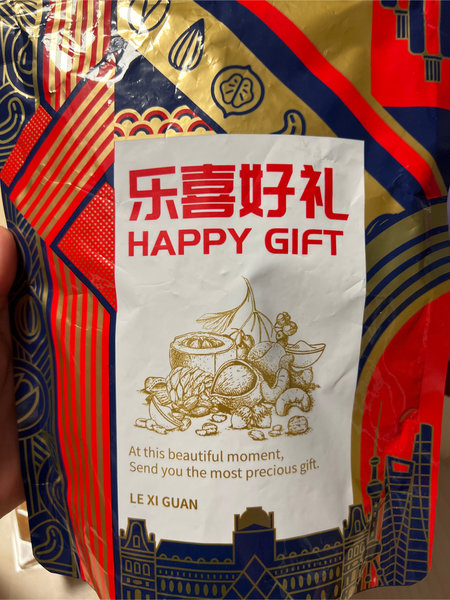 乐喜好礼
HAPPY GIFT
At this beautiful moment,
Send you the most precious gift.
LE XI GUAN